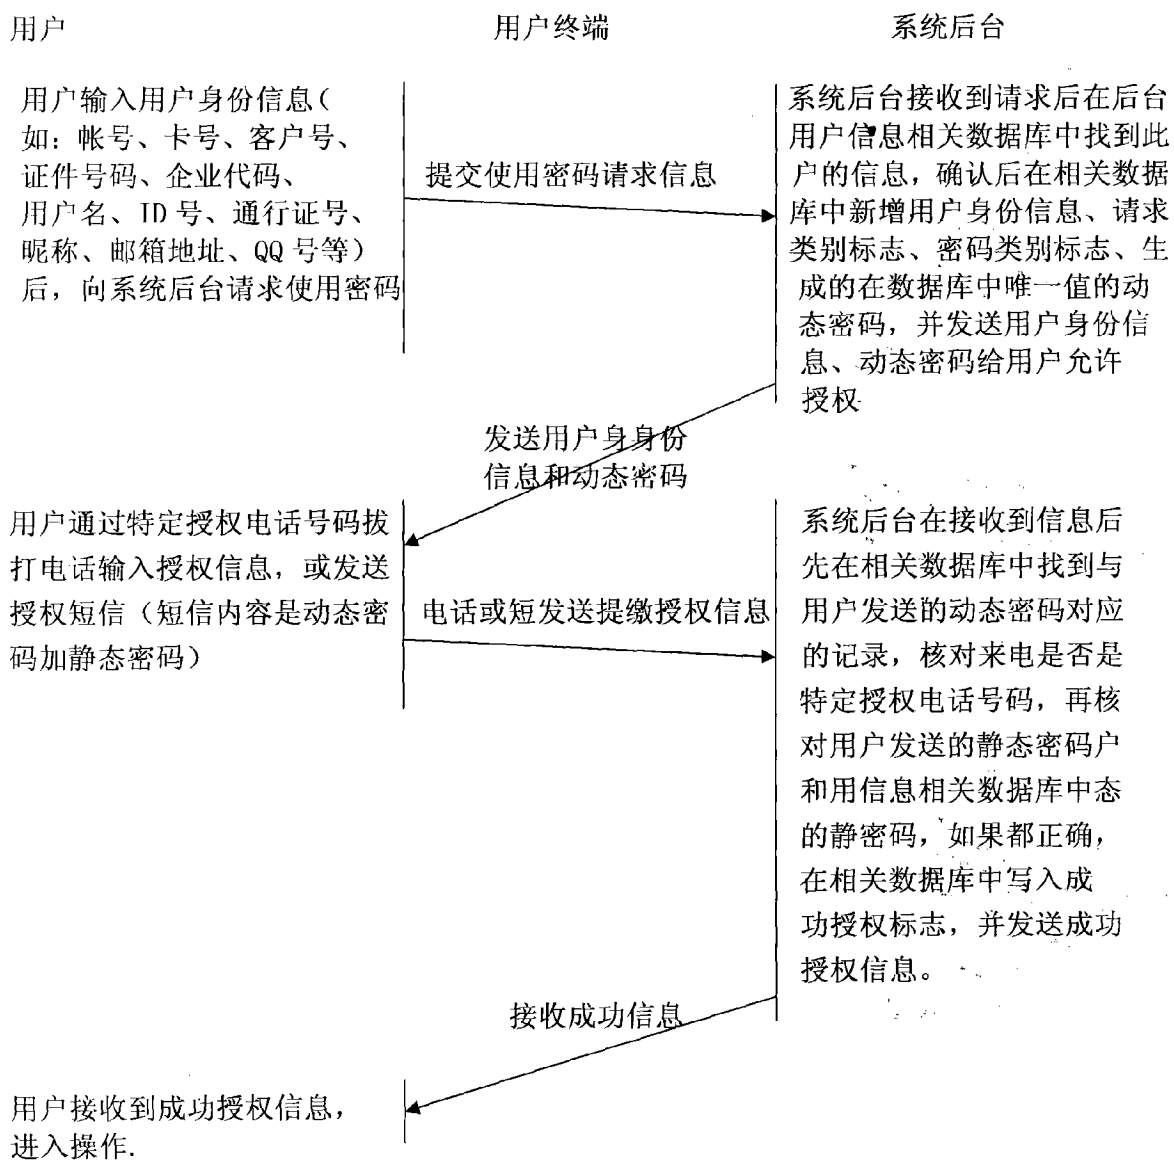 用户
用户终端
系统后台
用户输入用户身份信息(
如: 帐号、卡号、客户号、
证件号码、企业代码、
用户名、ID 号、通行证号、
昵称、邮箱地址、QQ 号等)
后, 向系统后台请求使用密码
提交使用密码请求信息
系统后台接收到请求后在后台
用户信息相关数据库中找到此
户的信息, 确认后在相关数据
库中新增用户身份信息、请求
类别标志、密码类别标志、生
成的在数据库中唯一值的动
态密码, 并发送用户身份信
息、动态密码给用户允许
授权
发送用户身身份
信息和动态密码
用户通过特定授权电话号码拔
打电话输入授权信息, 或发送
授权短信 (短信内容是动态密
码加静态密码)
电话或短发送提缴授权信息
系统后台在接收到信息后
先在相关数据库中找到与
用户发送的动态密码对应
的记录, 核对来电是否是
特定授权电话号码, 再核
对用户发送的静态密码户
和用信息相关数据库中态
的静密码, 如果都正确,
在相关数据库中写入成
功授权标志, 并发送成功
授权信息。
接收成功信息
用户接收到成功授权信息,
进入操作.